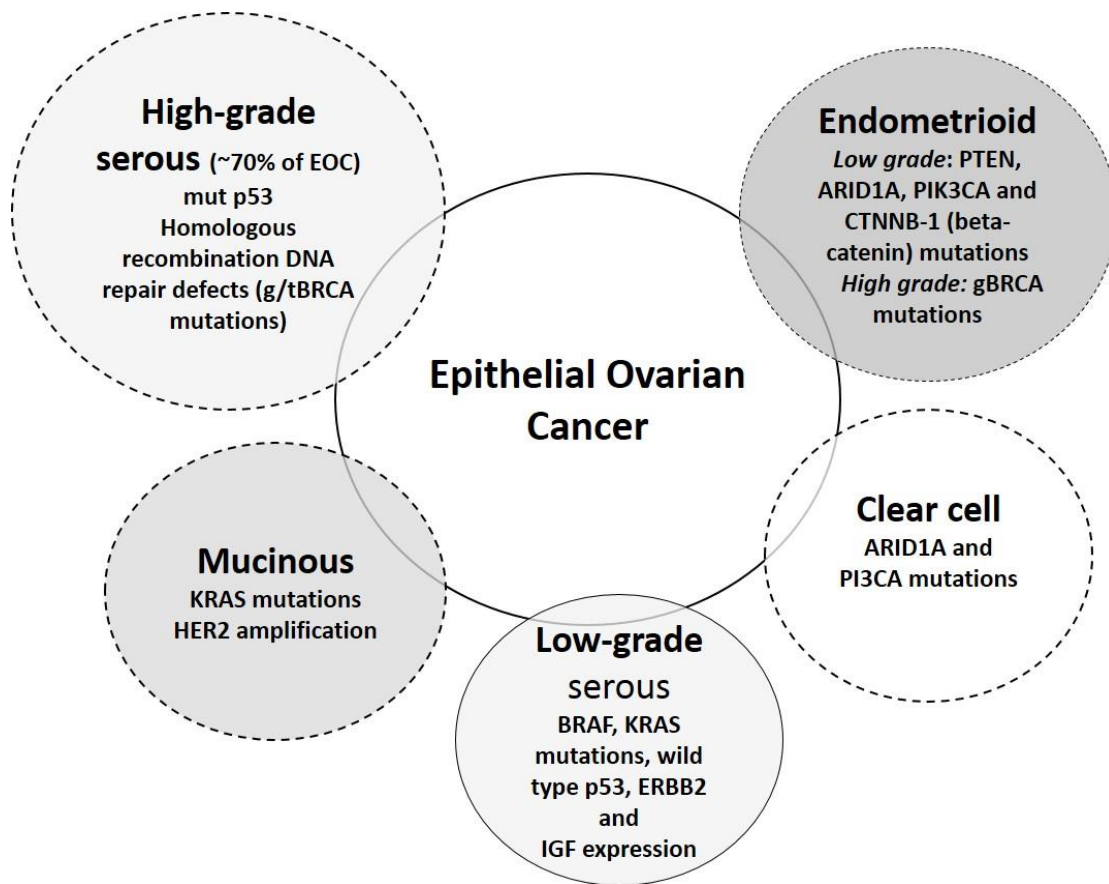 High-grade
serous (~70% of EOC)
mut p53
Homologous
recombination DNA
repair defects (g/tBRCA
mutations)
Endometrioid
Low grade: PTEN,
ARID1A, PIK3CA and
CTNNB-1 (beta-
catenin) mutations
High grade: gBRCA
mutations
Epithelial Ovarian
Cancer
Clear cell
ARID1A and
PI3CA mutations
Mucinous
KRAS mutations
HER2 amplification
Low-grade
serous
BRAF, KRAS
mutations, wild
type p53, ERBB2
and
IGF expression